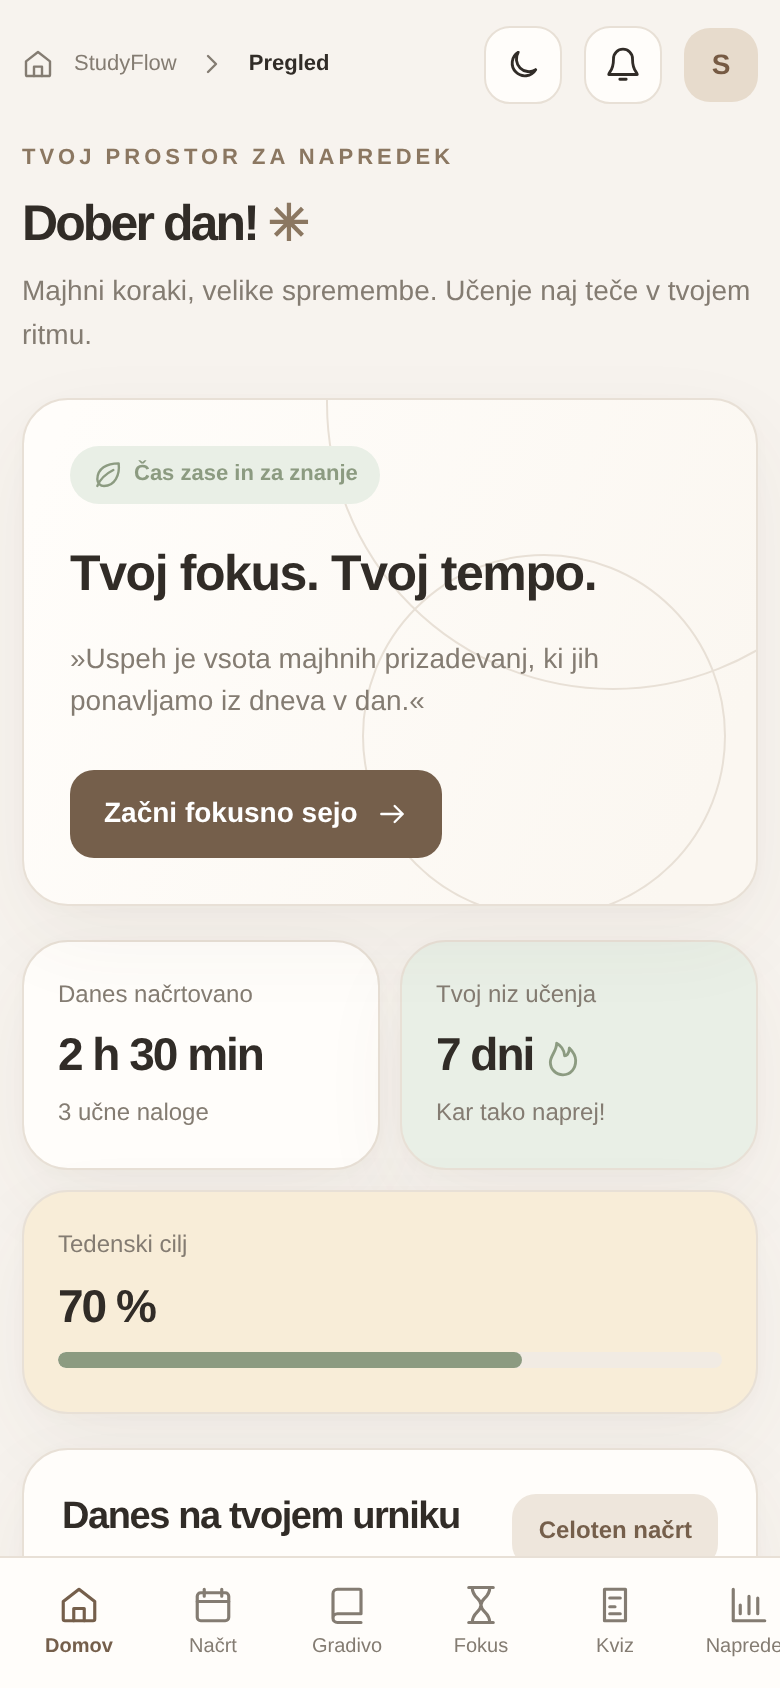 StudyFlow > Pregled
S
TVOJ PROSTOR ZA NAPREDEK
Dober dan! ✳
Majhni koraki, velike spremembe. Učenje naj teče v tvojem
ritmu.
Čas zase in za znanje
Tvoj fokus. Tvoj tempo.
»Uspeh je vsota majhnih prizadevanj, ki jih
ponavljamo iz dneva v dan.«
Začni fokusno sejo →
Danes načrtovano
2 h 30 min
3 učne naloge
Tvoj niz učenja
7 dni
Kar tako naprej!
Tedenski cilj
70 %
Danes na tvojem urniku
Celoten načrt
Domov
Načrt
Gradivo
Fokus
Kviz
Naprede